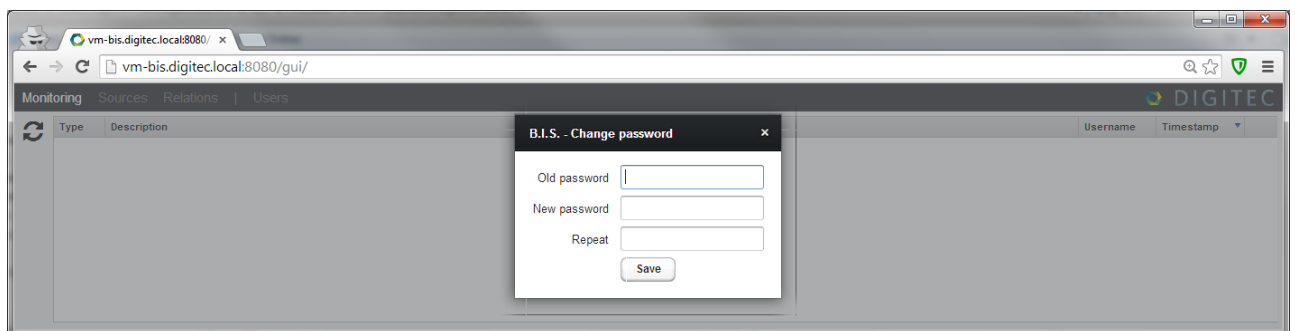 vm-bis.digitec.local:8080/ ×
vm-bis.digitec.local:8080/gui/
Monitoring Sources Relations | Users DIGITEC
Type Description Username Timestamp
B.I.S. - Change password ×
Old password
New password
Repeat
Save